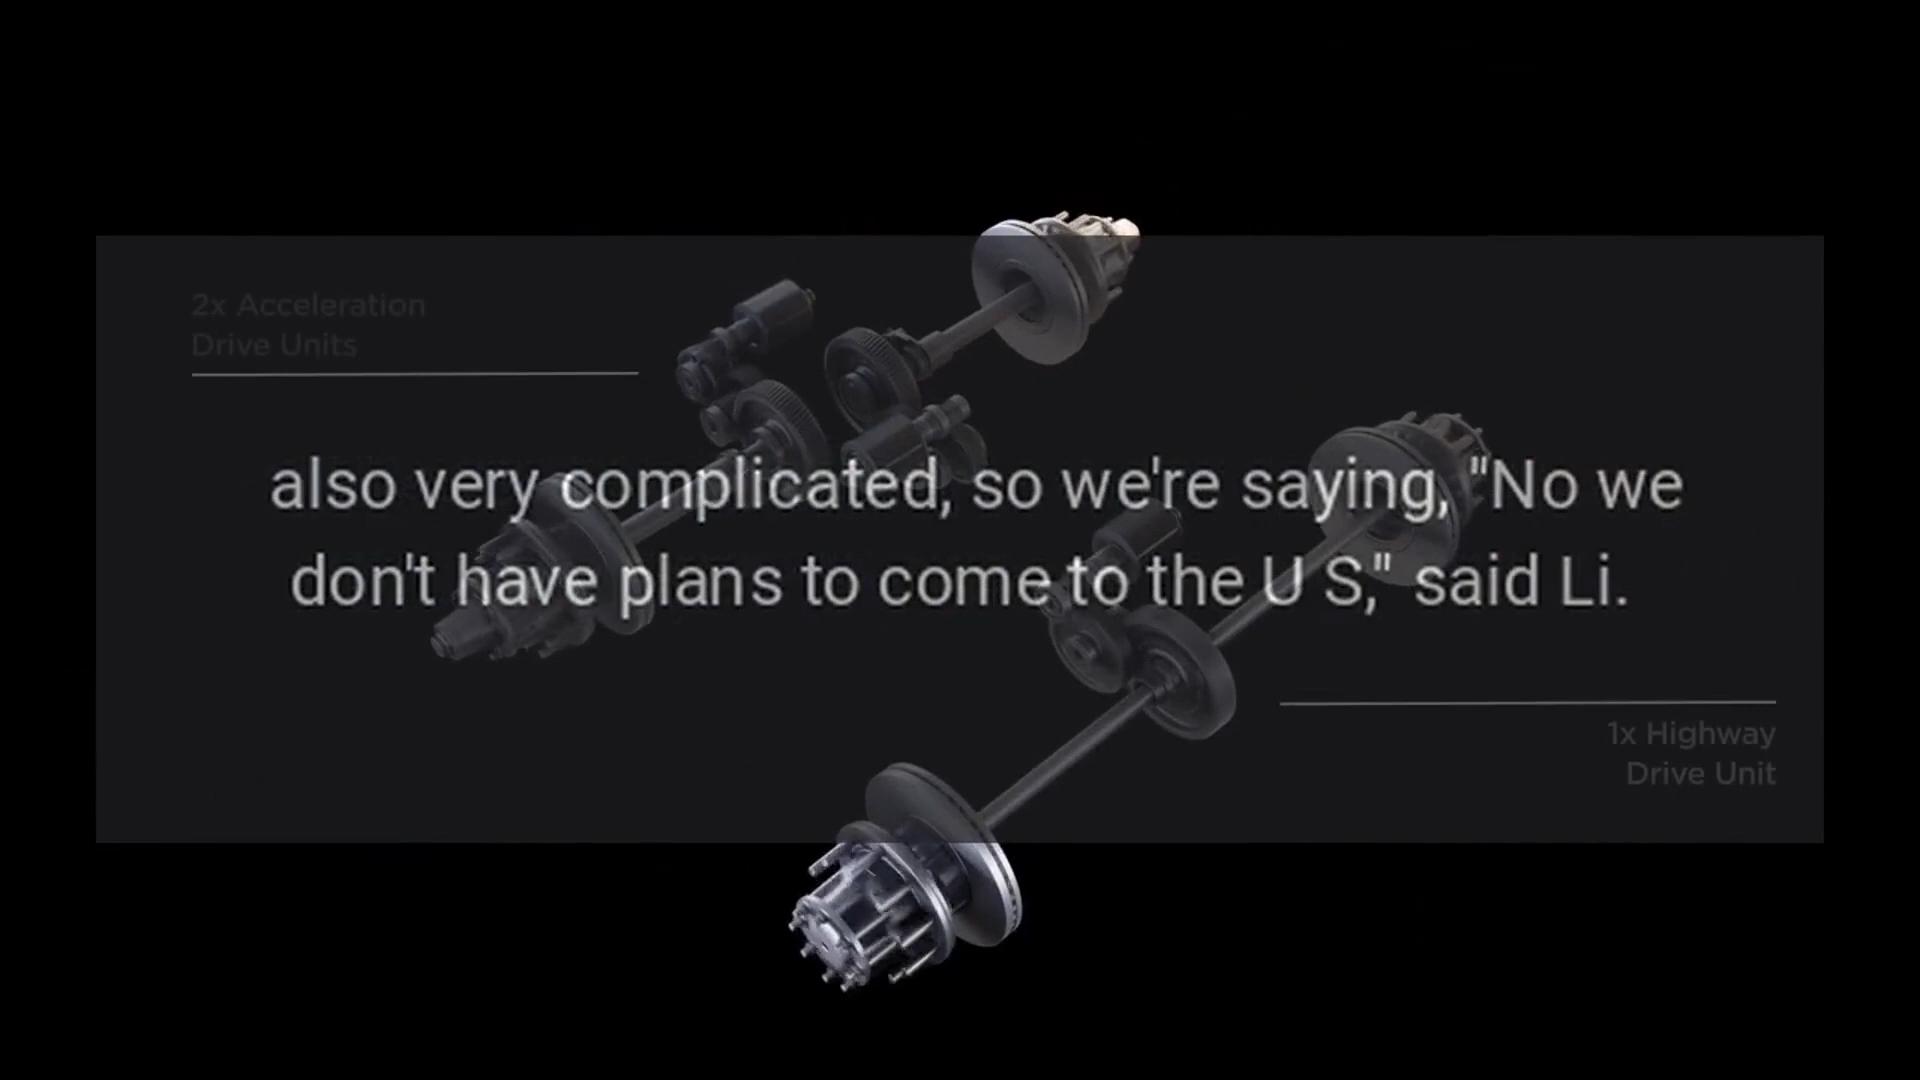 2x Acceleration
Drive Units
also very complicated, so we're saying, "No we
don't have plans to come to the U S," said Li.
1x Highway
Drive Unit